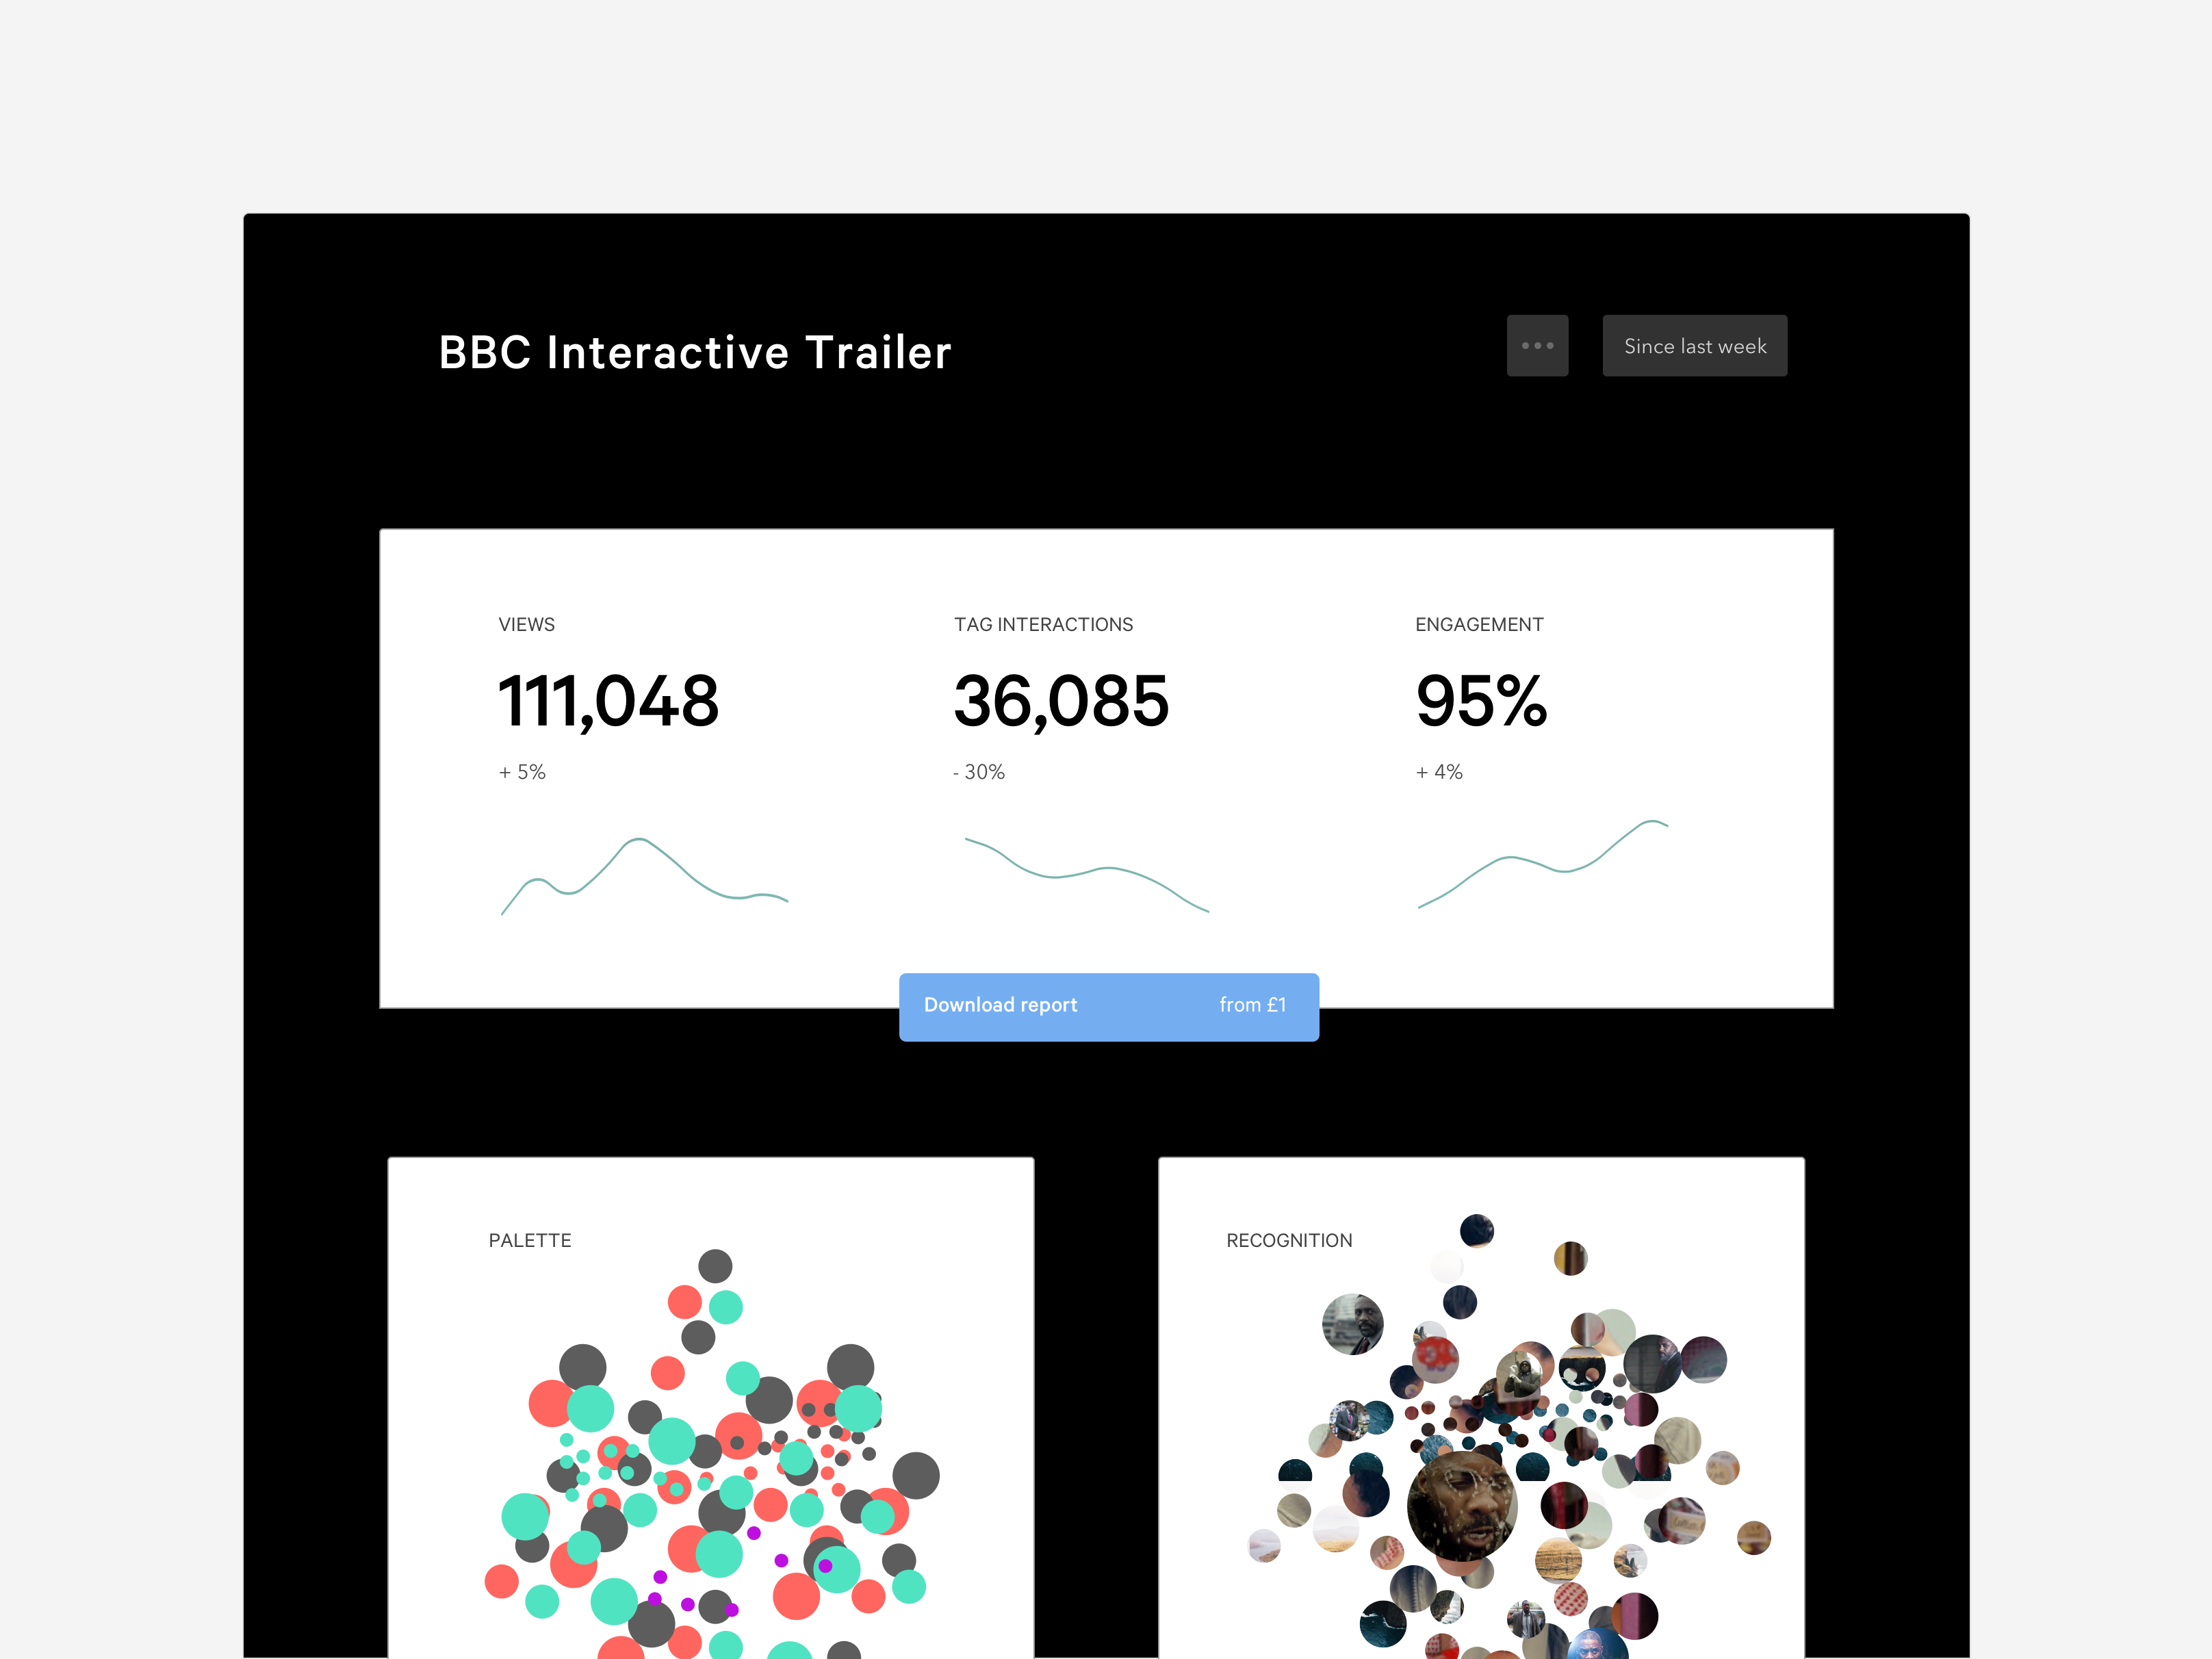 BBC Interactive Trailer
Since last week
VIEWS
111,048
+ 5%
TAG INTERACTIONS
36,085
- 30%
ENGAGEMENT
95%
+ 4%
Download report from £1
PALETTE
RECOGNITION